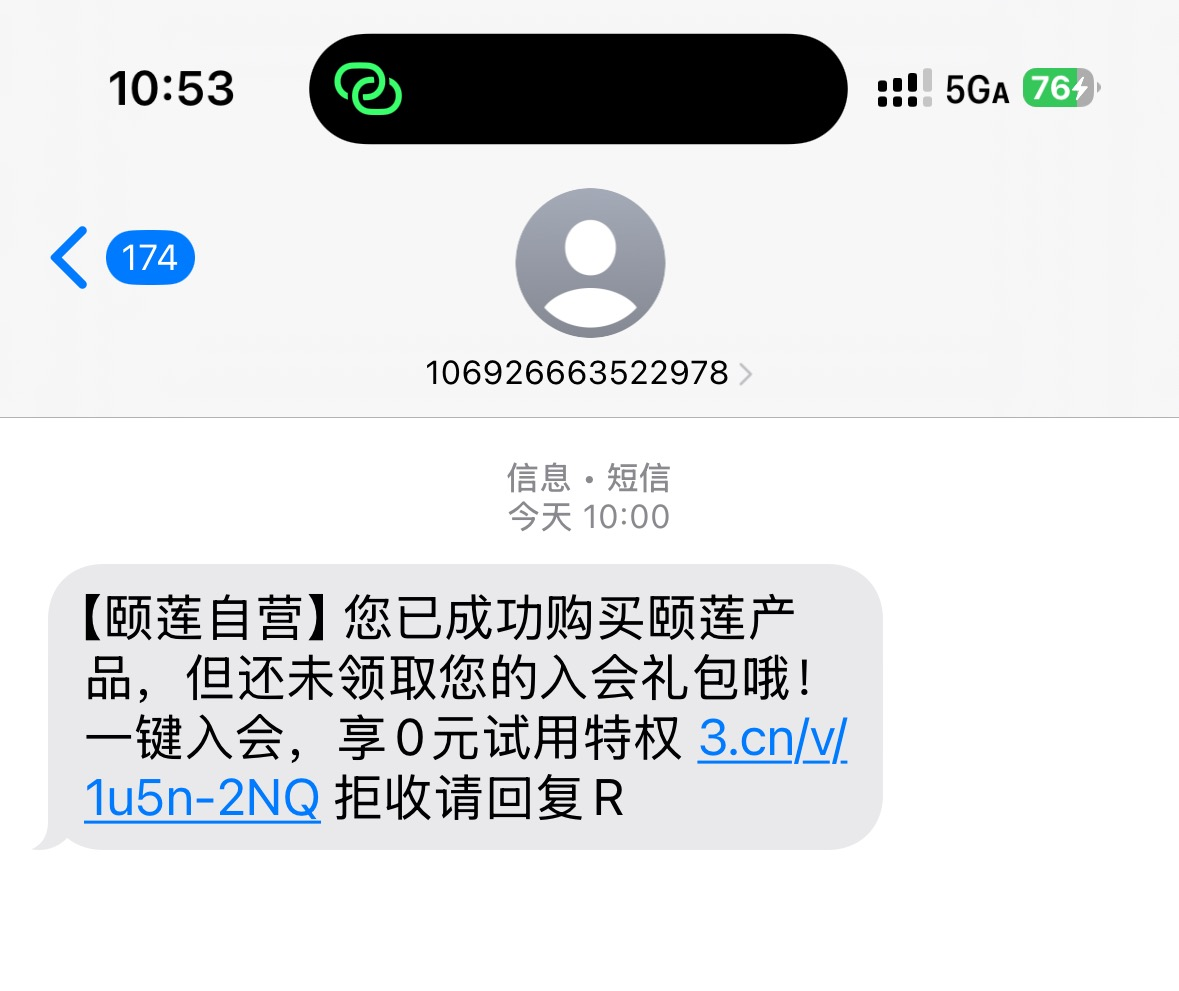 10:53
5GA
76
174
106926663522978
信息 • 短信
今天 10:00
【颐莲自营】您已成功购买颐莲产
品，但还未领取您的入会礼包哦！
一键入会，享0元试用特权 3.cn/v/
1u5n-2NQ 拒收请回复R